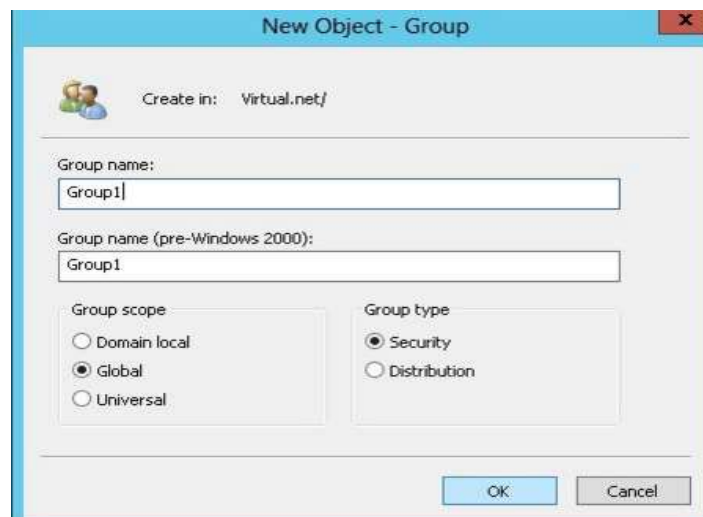 New Object - Group
x
Create in: Virtual.net/
Group name:
Group1
Group name (pre-Windows 2000):
Group1
Group scope
Domain local
Global
Universal
Group type
Security
Distribution
OK
Cancel